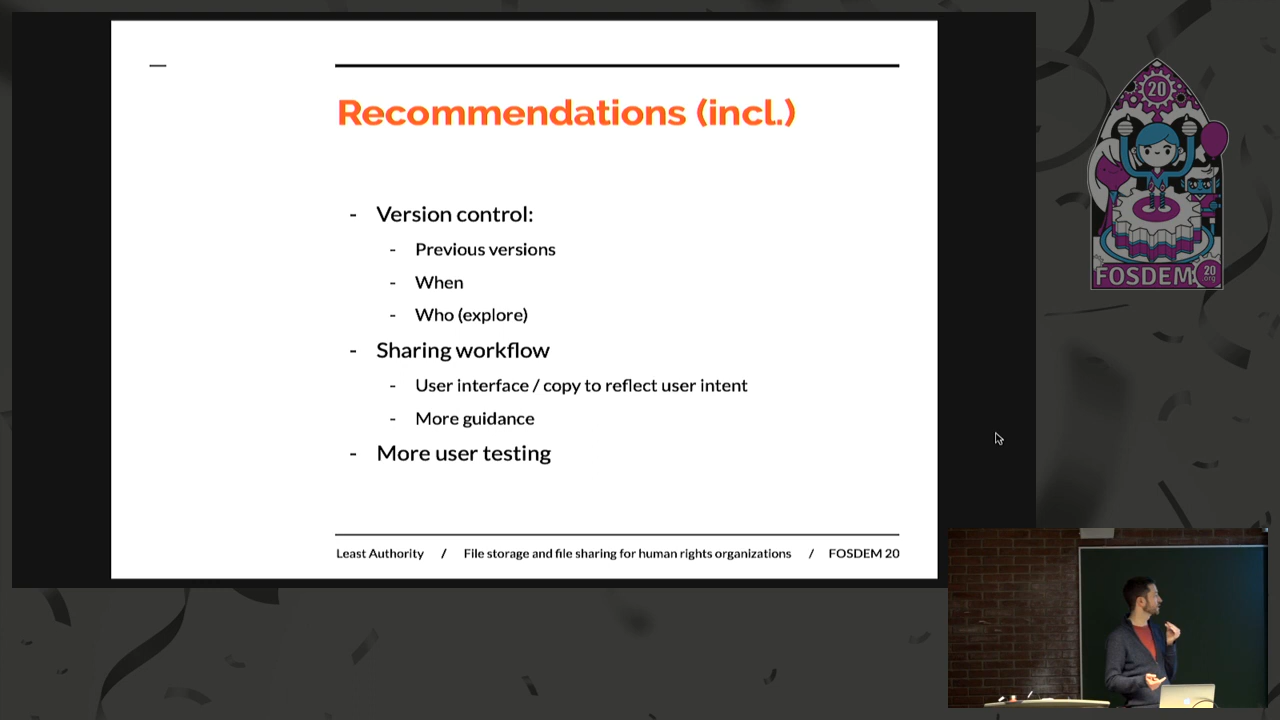 Recommendations (incl.)
- Version control:
- Previous versions
- When
- Who (explore)
- Sharing workflow
- User interface / copy to reflect user intent
- More guidance
- More user testing
Least Authority / File storage and file sharing for human rights organizations / FOSDEM 20
20
FOSDEM 20
org